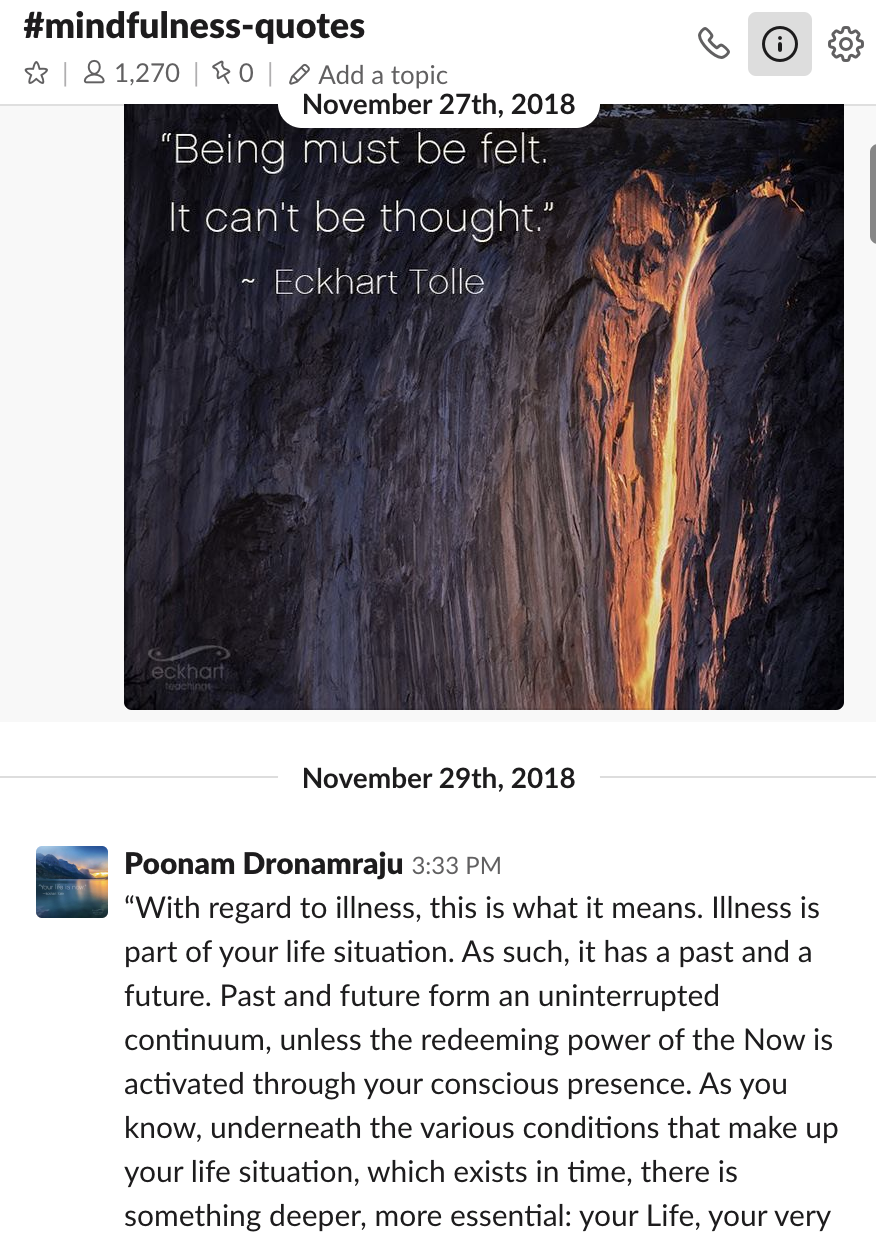 #mindfulness-quotes
1,270 | 0 | Add a topic
November 27th, 2018
“Being must be felt.
It can't be thought.”
~ Eckhart Tolle
eckhart
teachings
November 29th, 2018
Poonam Dronamraju 3:33 PM
"Your life is now"
“With regard to illness, this is what it means. Illness is
part of your life situation. As such, it has a past and a
future. Past and future form an uninterrupted
continuum, unless the redeeming power of the Now is
activated through your conscious presence. As you
know, underneath the various conditions that make up
your life situation, which exists in time, there is
something deeper, more essential: your Life, your very